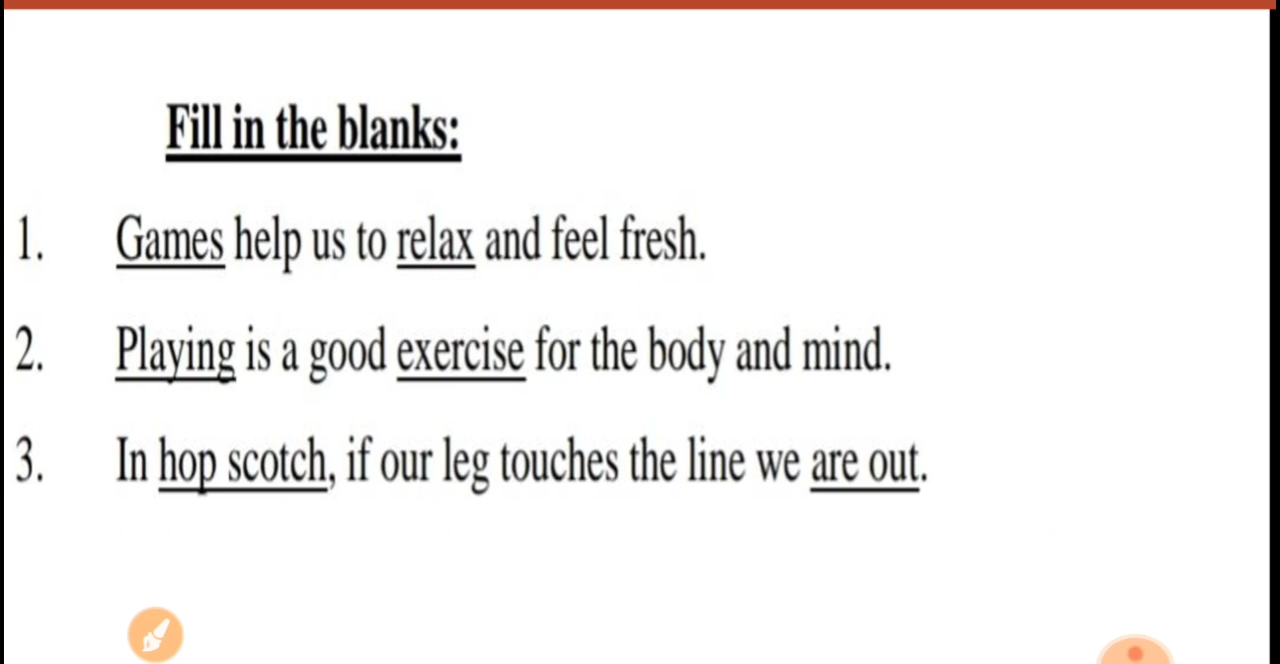 Fill in the blanks:
1. Games help us to relax and feel fresh.
2. Playing is a good exercise for the body and mind.
3. In hop scotch, if our leg touches the line we are out.